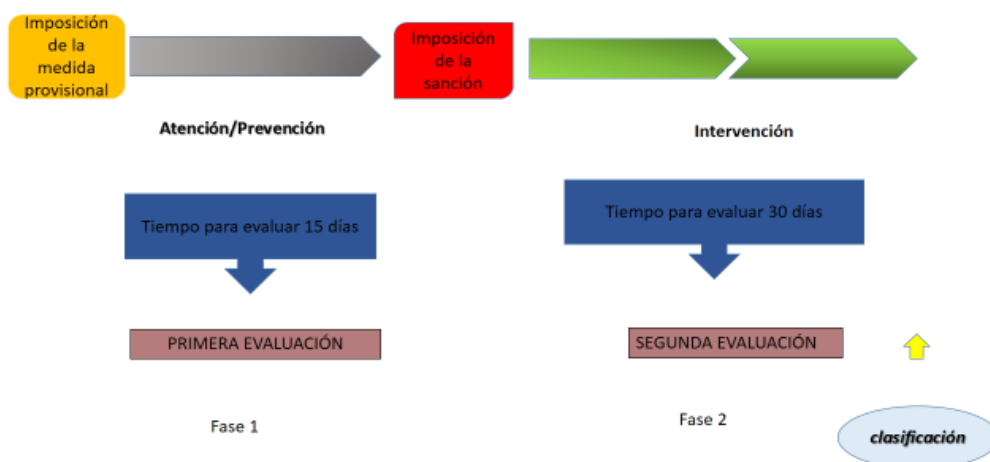 Imposición
de la
medida
provisional
Imposición
de la
sanción
Atención/Prevención
Intervención
Tiempo para evaluar 15 días
Tiempo para evaluar 30 días
PRIMERA EVALUACIÓN
SEGUNDA EVALUACIÓN
Fase 1
Fase 2
clasificación